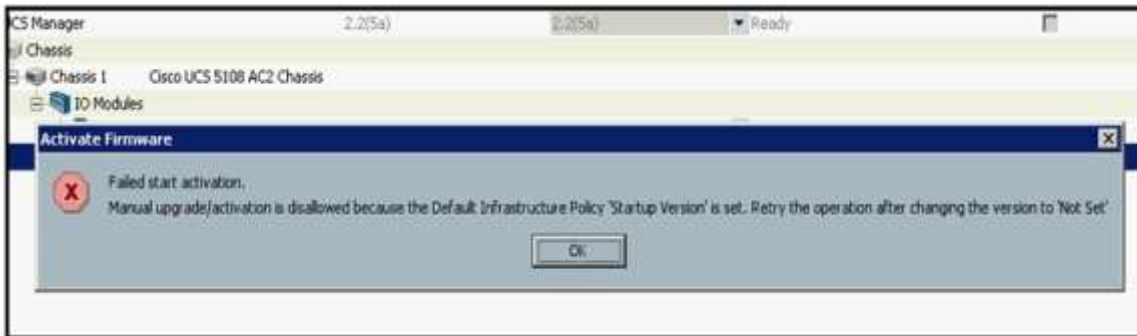 CS Manager 2.2(5a) 2.2(5a) Ready
Chassis
Chassis 1 Cisco UCS 5108 AC2 Chassis
IO Modules
Activate Firmware
Failed start activation.
Manual upgrade/activation is disallowed because the Default Infrastructure Policy 'Startup Version' is set. Retry the operation after changing the version to 'Not Set'
OK